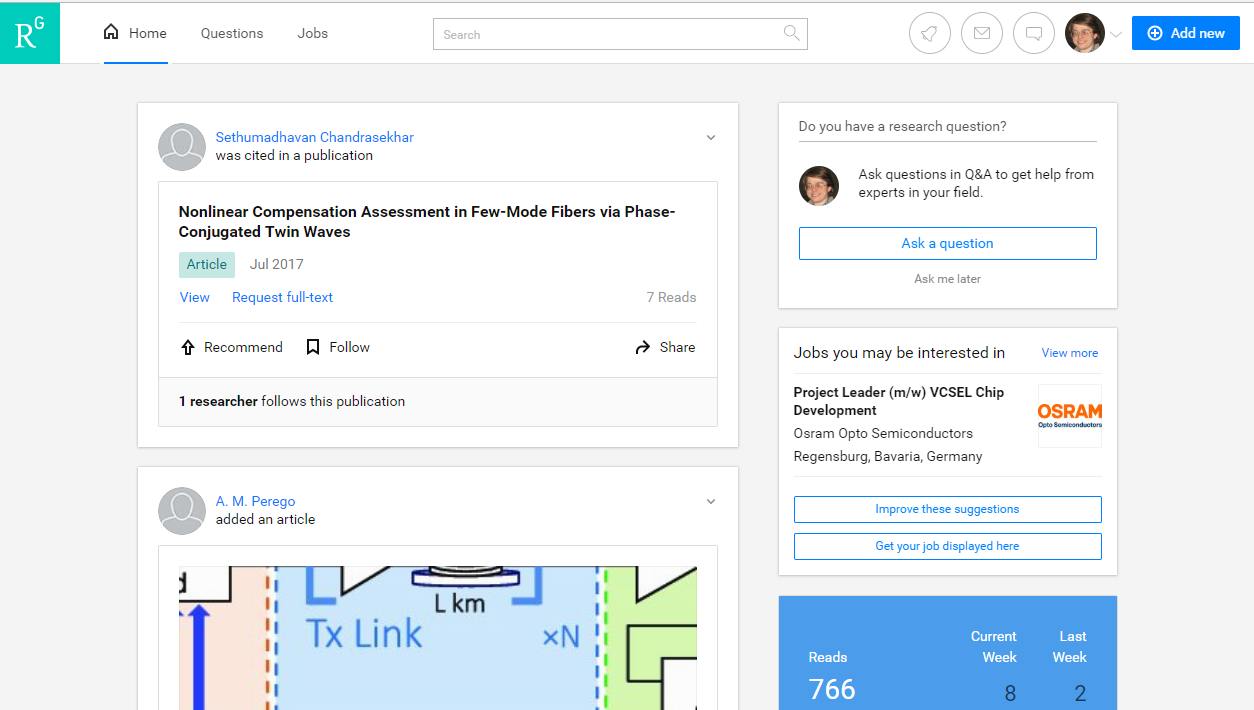 RG
Home
Questions
Jobs
Search
Add new
Sethumadhavan Chandrasekhar
was cited in a publication
Nonlinear Compensation Assessment in Few-Mode Fibers via Phase-
Conjugated Twin Waves
Article Jul 2017
View Request full-text 7 Reads
Recommend Follow Share
1 researcher follows this publication
A. M. Perego
added an article
L km
Tx Link
×N
Do you have a research question?
Ask questions in Q&A to get help from
experts in your field.
Ask a question
Ask me later
Jobs you may be interested in View more
Project Leader (m/w) VCSEL Chip
Development
Osram Opto Semiconductors
Regensburg, Bavaria, Germany
OSRAM
Opto Semiconductors
Improve these suggestions
Get your job displayed here
Current Last
Reads Week Week
766 8 2